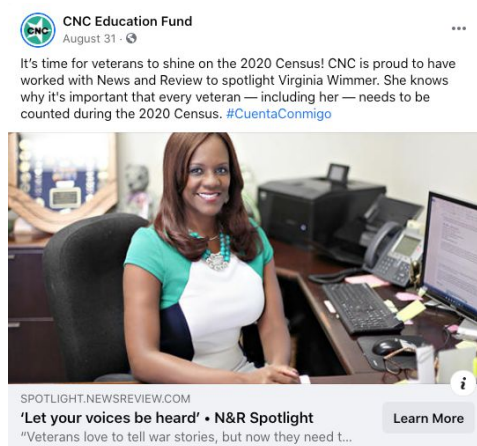 CNC
CNC Education Fund
August 31 ·
It's time for veterans to shine on the 2020 Census! CNC is proud to have
worked with News and Review to spotlight Virginia Wimmer. She knows
why it's important that every veteran — including her — needs to be
counted during the 2020 Census. #CuentaConmigo
i
SPOTLIGHT.NEWSREVIEW.COM
'Let your voices be heard' • N&R Spotlight
Learn More
"Veterans love to tell war stories, but now they need t...